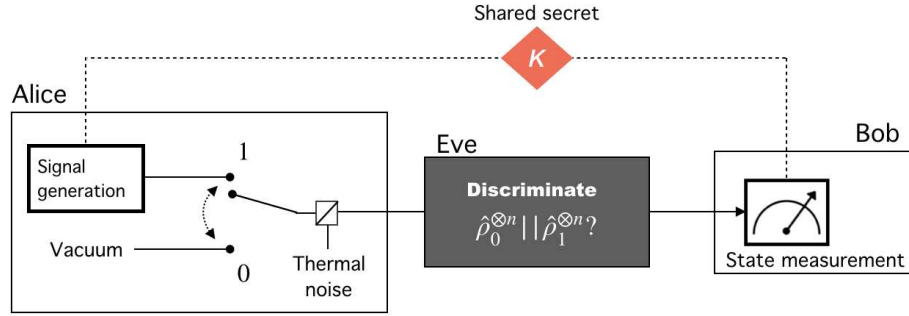 Shared secret
K
Alice
Signal
generation
1
Vacuum
0
Thermal
noise
Eve
Discriminate
ρ̂₀^⊗n || ρ̂₁^⊗n ?
Bob
State measurement